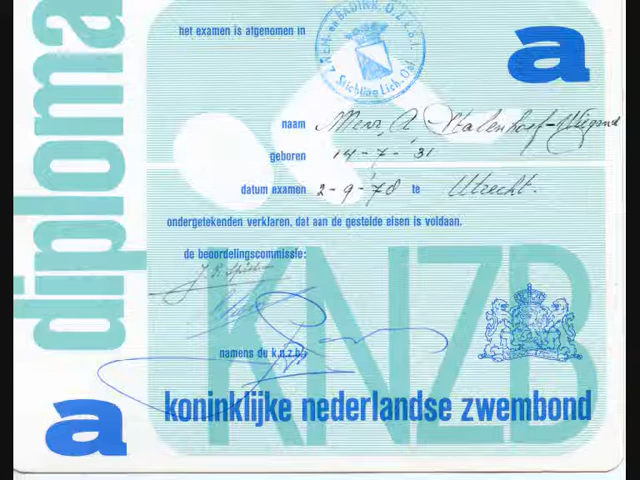 diploma
het examen is afgenomen in
a
naam Mevr. A Stalenhoef-Wiegand
geboren 14-7-'31
datum examen 2-9-'78 te Utrecht.
ondergetekenden verklaren, dat aan de gestelde eisen is voldaan.
de beoordelingscommissie:
KNZB
namens de k.n.z.b.
koninklijke nederlandse zwembond
a